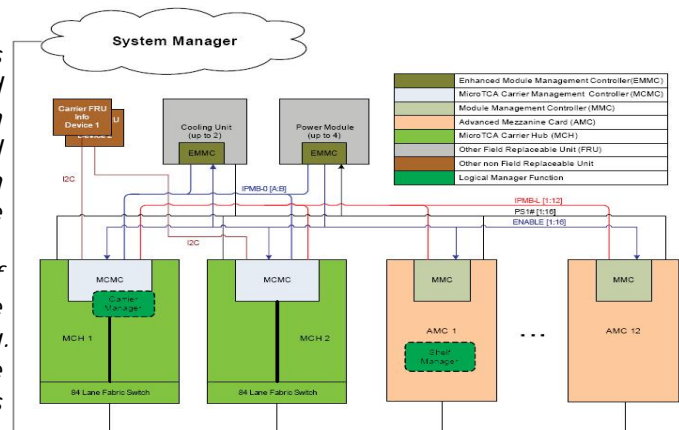 System Manager
Enhanced Module Management Controller(EMMC)
MicroTCA Carrier Management Controller (MCMC)
Module Management Controller (MMC)
Advanced Mezzanine Card (AMC)
MicroTCA Carrier Hub (MCH)
Other Field Replaceable Unit (FRU)
Other non Field Replaceable Unit
Logical Manager Function
Carrier FRU
Info
Device 1
Cooling Unit
(up to 2)
EMMC
Power Module
(up to 4)
EMMC
I2C
IPMB-0 [A:B]
IPMB-L [1:12]
PS1# [1:16]
ENABLE [1:16]
I2C
MCMC
Carrier
Manager
MCH 1
84 Lane Fabric Switch
MCMC
MCH 2
84 Lane Fabric Switch
MMC
AMC 1
Shelf
Manager
...
MMC
AMC 12